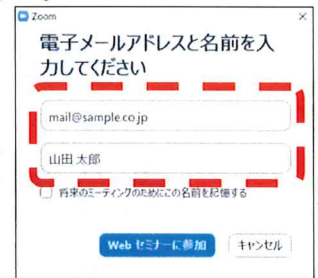 Zoom
電子メールアドレスと名前を入
力してください
mail@sample.co.jp
山田 太郎
将来のミーティングのためにこの名前を記憶する
Web セミナーに参加 キャンセル